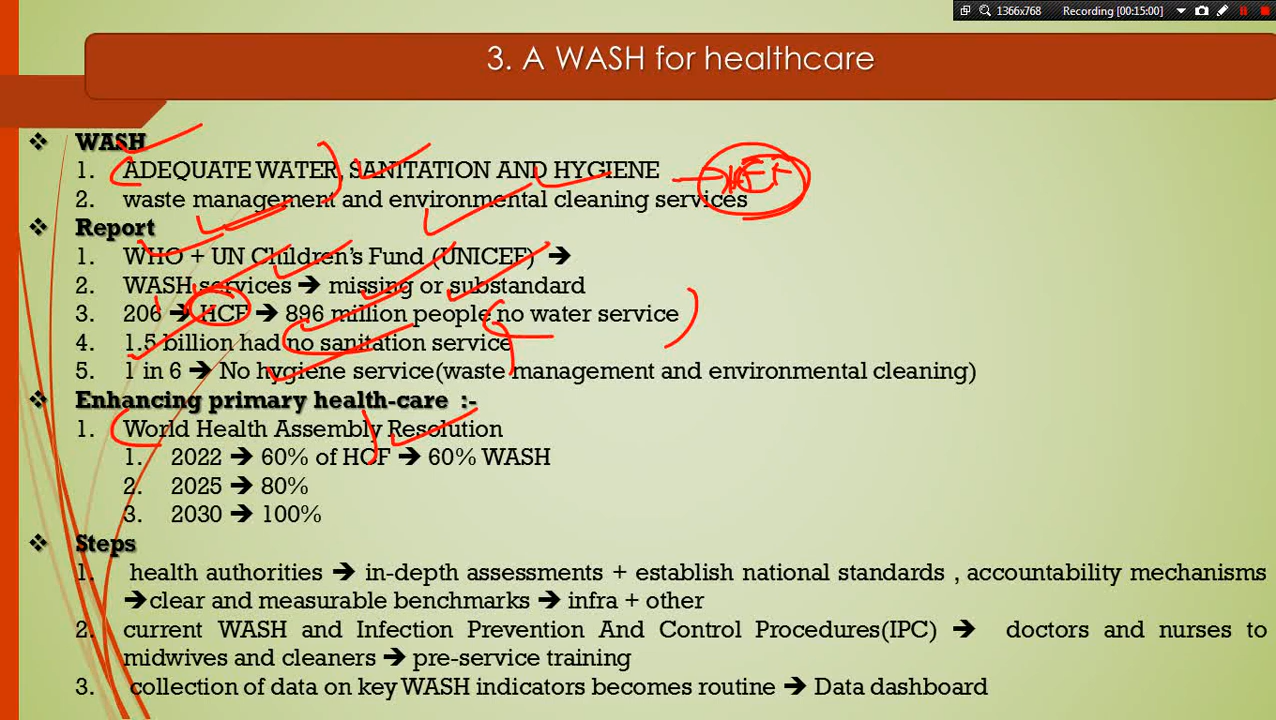 1366x768 Recording [00:15:00]
3. A WASH for healthcare
❖ WASH
1. ADEQUATE WATER, SANITATION AND HYGIENE
2. waste management and environmental cleaning services
❖ Report
1. WHO + UN Children's Fund (UNICEF) ➔
2. WASH services ➔ missing or substandard
3. 206 ➔ HCF ➔ 896 million people no water service
4. 1.5 billion had no sanitation service
5. 1 in 6 ➔ No hygiene service(waste management and environmental cleaning)
❖ Enhancing primary health-care :-
1. World Health Assembly Resolution
1. 2022 ➔ 60% of HCF ➔ 60% WASH
2. 2025 ➔ 80%
3. 2030 ➔ 100%
❖ Steps
1. health authorities ➔ in-depth assessments + establish national standards , accountability mechanisms
➔clear and measurable benchmarks ➔ infra + other
2. current WASH and Infection Prevention And Control Procedures(IPC) ➔ doctors and nurses to
midwives and cleaners ➔ pre-service training
3. collection of data on key WASH indicators becomes routine ➔ Data dashboard